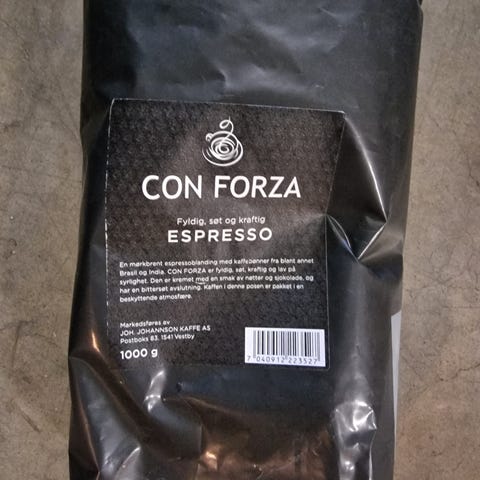 CON FORZA
Fyldig, søt og kraftig
ESPRESSO
En mørkbrent espressoblanding med kaffebønner fra blant annet
Brasil og India. CON FORZA er fyldig, søt, kraftig og lav på
syrlighet. Den er kremet med en smak av nøtter og sjokolade, og
har en bittersøt avslutning. Kaffen i denne posen er pakket i en
beskyttende atmosfære.
Markedsføres av
JOH. JOHANNSON KAFFE AS
Postboks 83, 1541 Vestby
1000 g
7 040912 223527